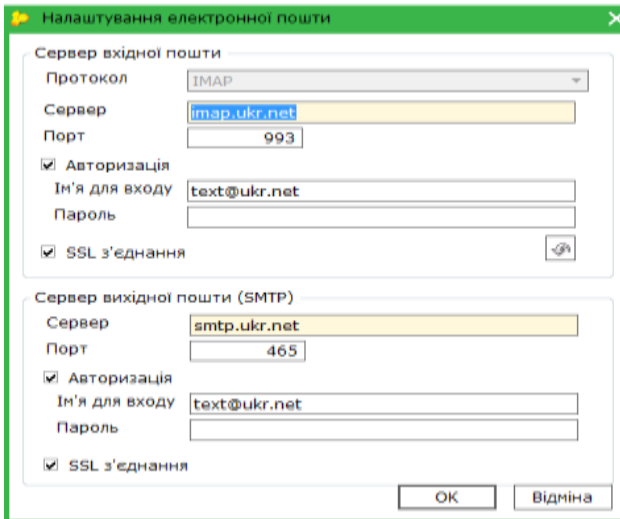 Налаштування електронної пошти
Сервер вхідної пошти
Протокол IMAP
Сервер imap.ukr.net
Порт 993
Авторизація
Ім'я для входу text@ukr.net
Пароль
SSL з'єднання
Сервер вихідної пошти (SMTP)
Сервер smtp.ukr.net
Порт 465
Авторизація
Ім'я для входу text@ukr.net
Пароль
SSL з'єднання
OK Відміна